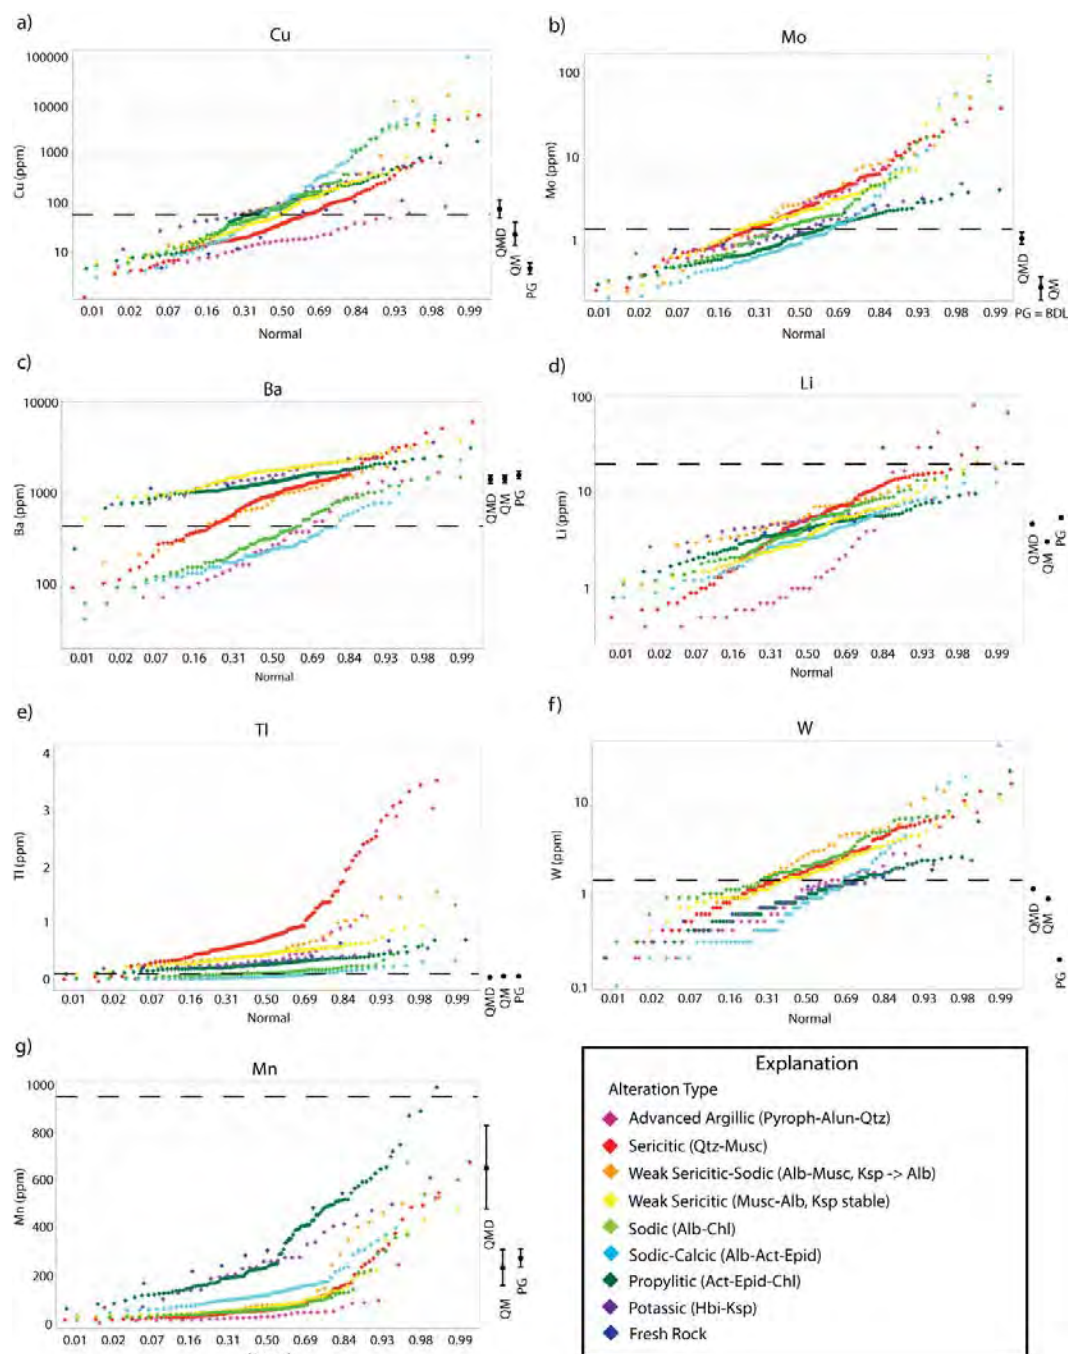 a)
Cu
100000
10000
1000
100
10
Cu (ppm)
0.01 0.02 0.07 0.16 0.31 0.50 0.69 0.84 0.93 0.98 0.99
Normal
QMD
QM
PG
b)
Mo
100
10
1
Mo (ppm)
0.01 0.02 0.07 0.16 0.31 0.50 0.69 0.84 0.93 0.98 0.99
Normal
QMD
QM
PG = BDL
c)
Ba
10000
1000
100
Ba (ppm)
0.01 0.02 0.07 0.16 0.31 0.50 0.69 0.84 0.93 0.98 0.99
Normal
QMD
QM
PG
d)
Li
100
10
1
Li (ppm)
0.01 0.02 0.07 0.16 0.31 0.50 0.69 0.84 0.93 0.98 0.99
Normal
QMD
QM
PG
e)
Tl
4
3
2
1
0
Tl (ppm)
0.01 0.02 0.07 0.16 0.31 0.50 0.69 0.84 0.93 0.98 0.99
Normal
QMD
QM
PG
f)
W
10
1
0.1
W (ppm)
0.01 0.02 0.07 0.16 0.31 0.50 0.69 0.84 0.93 0.98 0.99
Normal
QMD
QM
PG
g)
Mn
1000
800
600
400
200
0
Mn (ppm)
0.01 0.02 0.07 0.16 0.31 0.50 0.69 0.84 0.93 0.98 0.99
QMD
QM
PG
Explanation
Alteration Type
Advanced Argillic (Pyroph-Alun-Qtz)
Sericitic (Qtz-Musc)
Weak Sericitic-Sodic (Alb-Musc, Ksp -> Alb)
Weak Sericitic (Musc-Alb, Ksp stable)
Sodic (Alb-Chl)
Sodic-Calcic (Alb-Act-Epid)
Propylitic (Act-Epid-Chl)
Potassic (Hbi-Ksp)
Fresh Rock